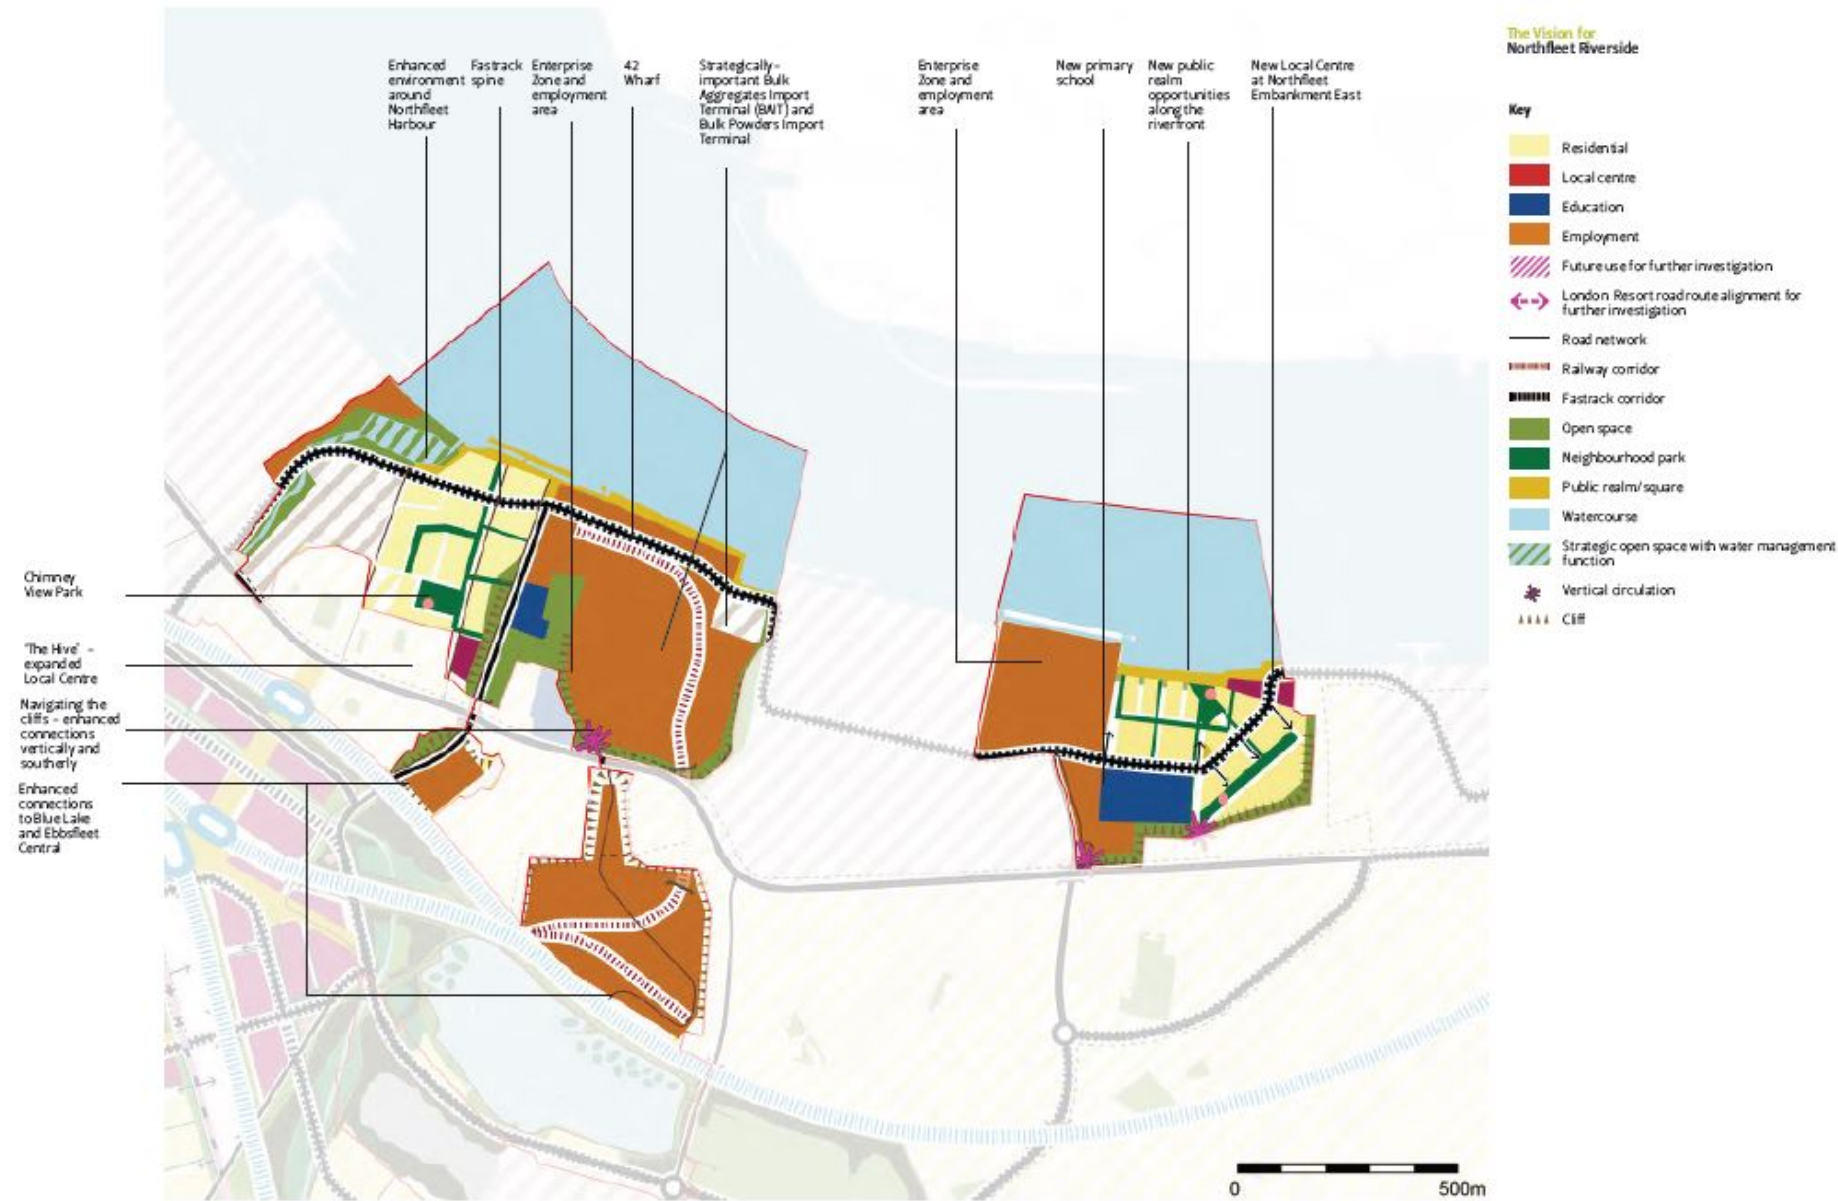 The Vision for
Northfleet Riverside
Enhanced
environment
around
Northfleet
Harbour
Fastrack
spine
Enterprise
Zone and
employment
area
42
Wharf
Strategically-
important Bulk
Aggregates Import
Terminal (BAIT) and
Bulk Powders Import
Terminal
Enterprise
Zone and
employment
area
New primary
school
New public
realm
opportunities
along the
riverfront
New Local Centre
at Northfleet
Embankment East
Key
Residential
Local centre
Education
Employment
Future use for further investigation
London Resort road route alignment for
further investigation
Road network
Railway corridor
Fastrack corridor
Open space
Neighbourhood park
Public realm/square
Watercourse
Strategic open space with water management
function
Vertical circulation
Cliff
Chimney
View Park
'The Hive' -
expanded
Local Centre
Navigating the
cliffs - enhanced
connections
vertically and
southerly
Enhanced
connections
to Blue Lake
and Ebbsfleet
Central
0 500m